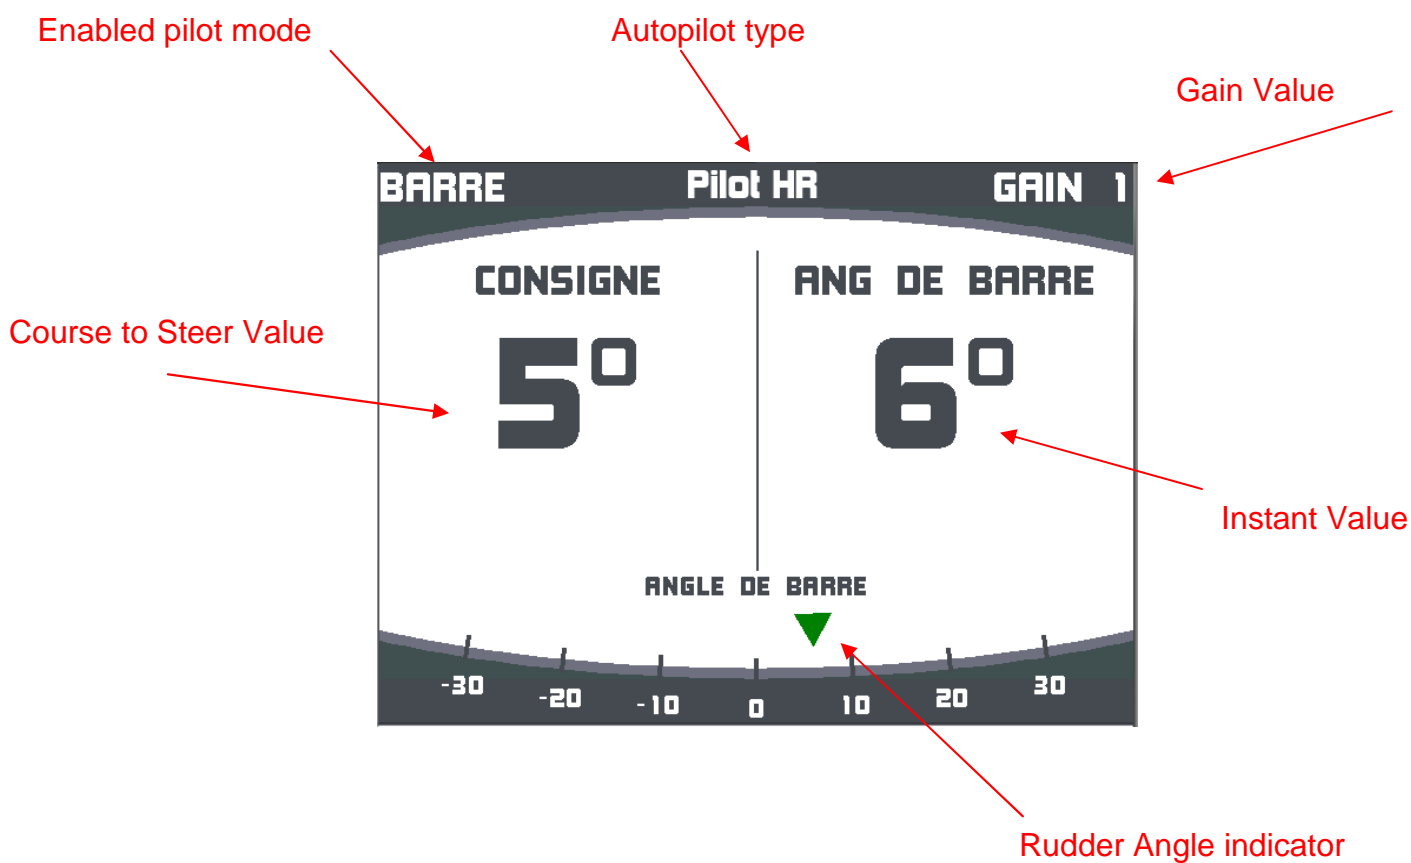 Enabled pilot mode
Autopilot type
Gain Value
BARRE Pilot HR GAIN 1
CONSIGNE ANG DE BARRE
Course to Steer Value
5° 6°
Instant Value
ANGLE DE BARRE
-30 -20 -10 0 10 20 30
Rudder Angle indicator